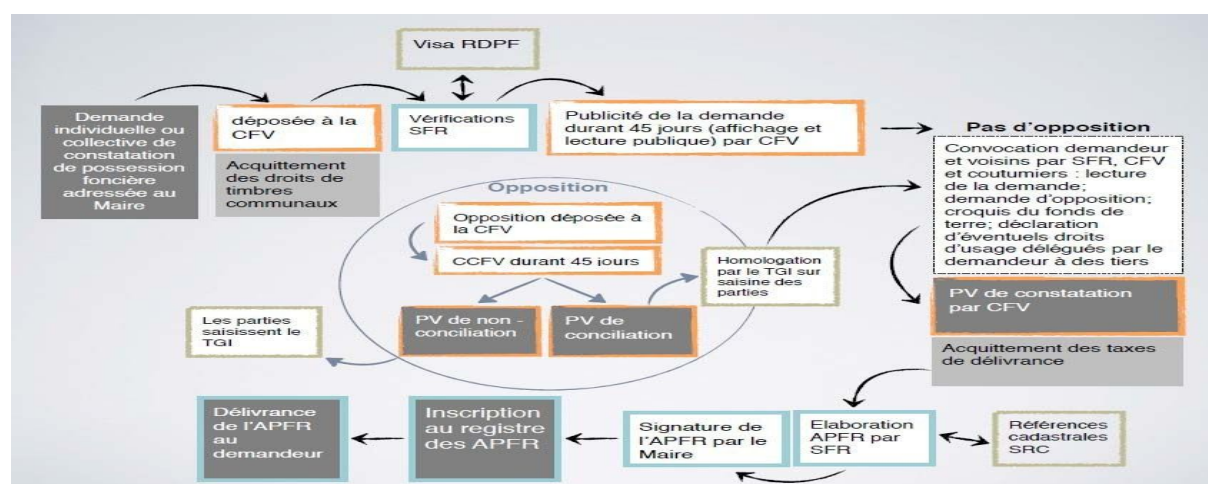 Visa RDPF
Demande
individuelle ou
collective de
constatation
de possession
foncière
adressée au
Maire
déposée à la
CFV
Acquittement
des droits de
timbres
communaux
Vérifications
SFR
Publicité de la demande
durant 45 jours (affichage et
lecture publique) par CFV
Pas d'opposition
Convocation demandeur
et voisins par SFR, CFV
et coutumiers : lecture
de la demande;
demande d'opposition;
croquis du fonds de
terre; déclaration
d'éventuels droits
d'usage délégués par le
demandeur à des tiers
Opposition
Opposition déposée à
la CFV
CCFV durant 45 jours
PV de non -
conciliation
PV de
conciliation
Homologation
par le TGI sur
saisine des
parties
Les parties
saisissent le
TGI
PV de constatation
par CFV
Acquittement des taxes
de délivrance
Elaboration
APFR par
SFR
Références
cadastrales
SRC
Signature de
l'APFR par le
Maire
Inscription
au registre
des APFR
Délivrance
de l'APFR
au
demandeur